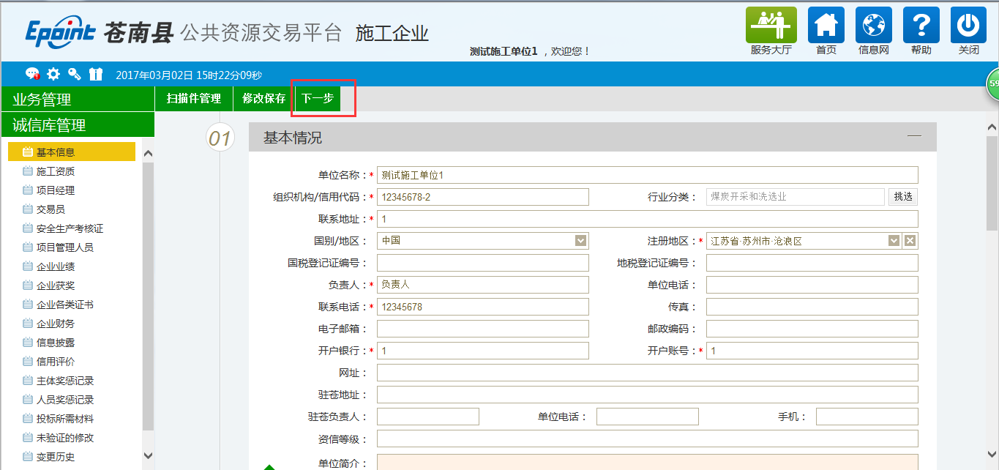 Epoint 苍南县 公共资源交易平台 施工企业
测试施工单位1 ，欢迎您！
服务大厅 首页 信息网 帮助 关闭
2017年03月02日 15时22分09秒
业务管理 扫描件管理 修改保存 下一步
59
诚信库管理
基本信息
施工资质
项目经理
交易员
安全生产考核证
项目管理人员
企业业绩
企业获奖
企业各类证书
企业财务
信息披露
信用评价
主体奖惩记录
人员奖惩记录
投标所需材料
未验证的修改
变更历史
01 基本情况
单位名称：* 测试施工单位1
组织机构/信用代码：* 12345678-2 行业分类： 煤炭开采和洗选业 挑选
联系地址：* 1
国别/地区： 中国 注册地区：* 江苏省·苏州市·沧浪区
国税登记证编号： 地税登记证编号：
负责人：* 负责人 单位电话：
联系电话：* 12345678 传真：
电子邮箱： 邮政编码：
开户银行：* 1 开户账号：* 1
网址：
驻苍地址：
驻苍负责人： 单位电话： 手机：
资信等级：
单位简介：